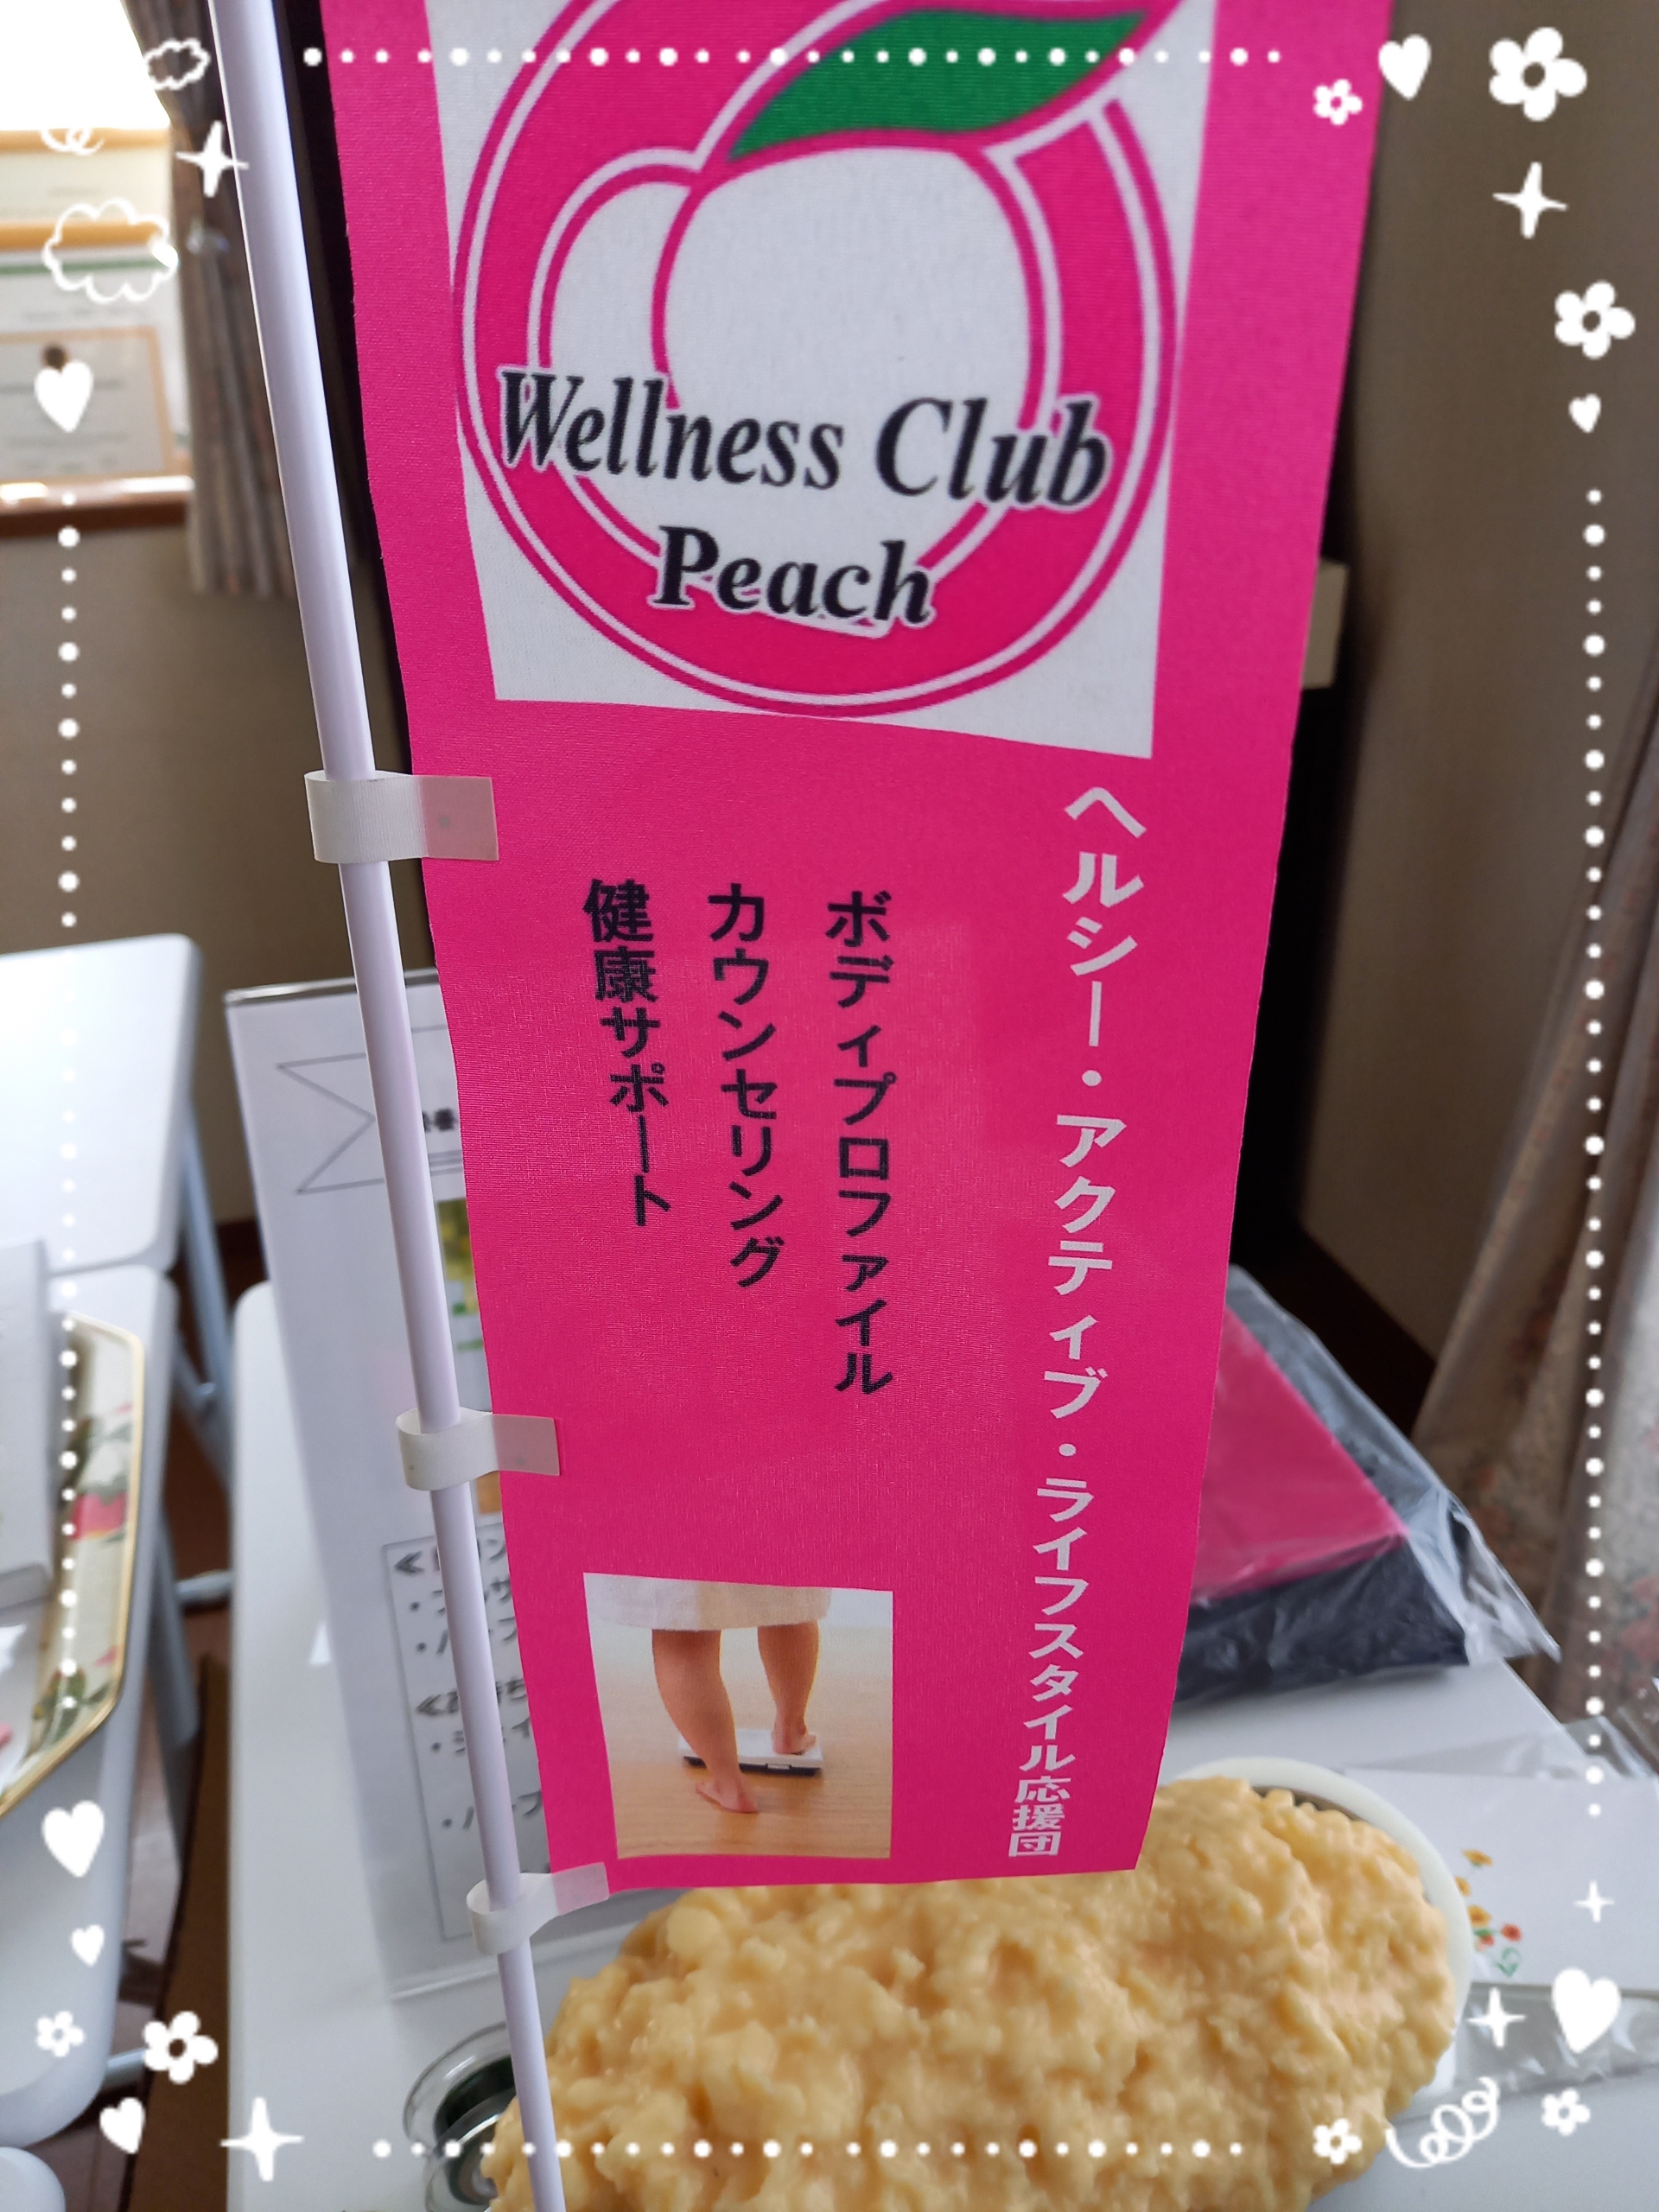 Wellness Club
Peach
ヘルシー・アクティブ・ライフスタイル応援団
ボディプロファイル
カウンセリング
健康サポート